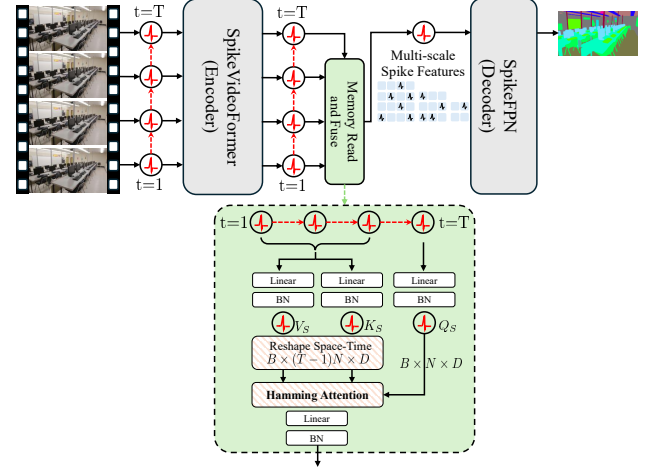 t=T
t=T
SpikeVideoFormer
(Encoder)
Memory Read
and Fuse
Multi-scale
Spike Features
SpikeFPN
(Decoder)
t=1
t=1
t=1
t=T
Linear
Linear
Linear
BN
BN
BN
V_S
K_S
Q_S
Reshape Space-Time
B × (T − 1)N × D
B × N × D
Hamming Attention
Linear
BN